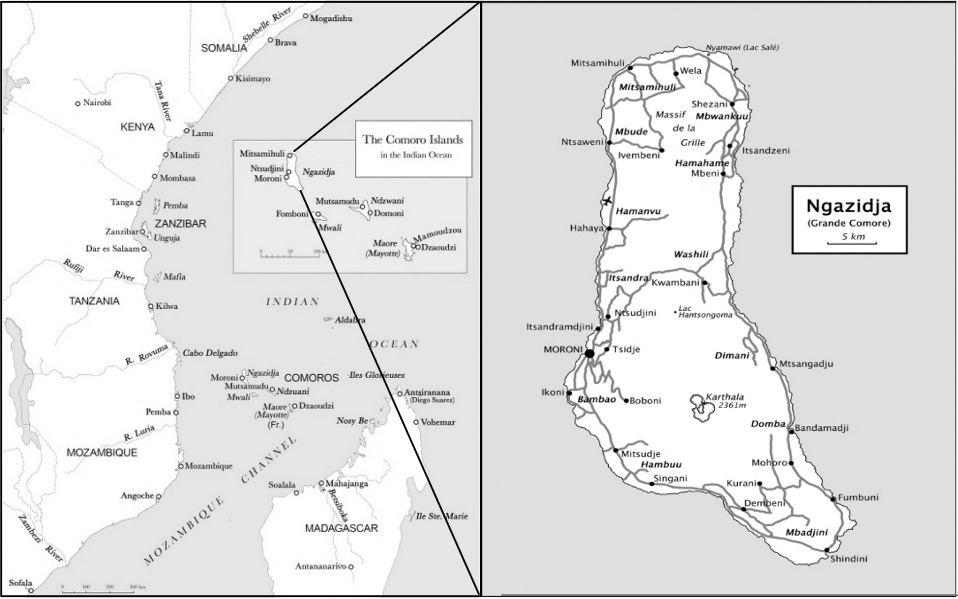 Shebelle River
Mogadishu
SOMALIA
Brava
Kisimayo
Nairobi
Tana River
KENYA
Lamu
Malindi
Mombasa
Tanga
Pemba
ZANZIBAR
Zanzibar
Unguja
Dar es Salaam
Rufiji River
Mafia
TANZANIA
Kilwa
R. Rovuma
Cabo Delgado
Ibo
Pemba
R. Luria
MOZAMBIQUE
Mozambique
Angoche
Zambezi River
Sofala
0 100 200 300 km
The Comoro Islands
in the Indian Ocean
Mitsamihuli
Ntsudjini
Moroni
Ngazidja
Mutsamudu
Ndzwani
Domoni
Fomboni
Mwali
Mamoudzou
Maore
(Mayotte)
Dzaoudzi
INDIAN
OCEAN
Aldabra
Ngazidja
Moroni
COMOROS
Iles Glorieuses
Mutsamudu
Ndzuani
Mwali
Maore
(Mayotte)
(Fr.)
Dzaoudzi
Antsiranana
(Diego Suarez)
Nosy Be
Vohemar
MOZAMBIQUE CHANNEL
Soalala
Mahajanga
Betsiboka
Ile Ste. Marie
MADAGASCAR
Antananarivo
Nyamawi (Lac Salé)
Mitsamihuli
Wela
Mitsamihuli
Shezani
Massif
de la
Grille
Mbwankuu
Mbude
Ntsaweni
Ivembeni
Itsandzeni
Hamahame
Mbeni
Hamanvu
Hahaya
Washili
Itsandra
Kwambani
Lac
Hantsongoma
Ntsudjini
Itsandramdjini
MORONI
Tsidje
Dimani
Mtsangadju
Ikoni
Bambao
Boboni
Karthala
2361m
Domba
Bandamadji
Mitsudje
Hambuu
Mohoro
Singani
Kurani
Dembeni
Fumbuni
Mbadjini
Shindini
Ngazidja
(Grande Comore)
5 km